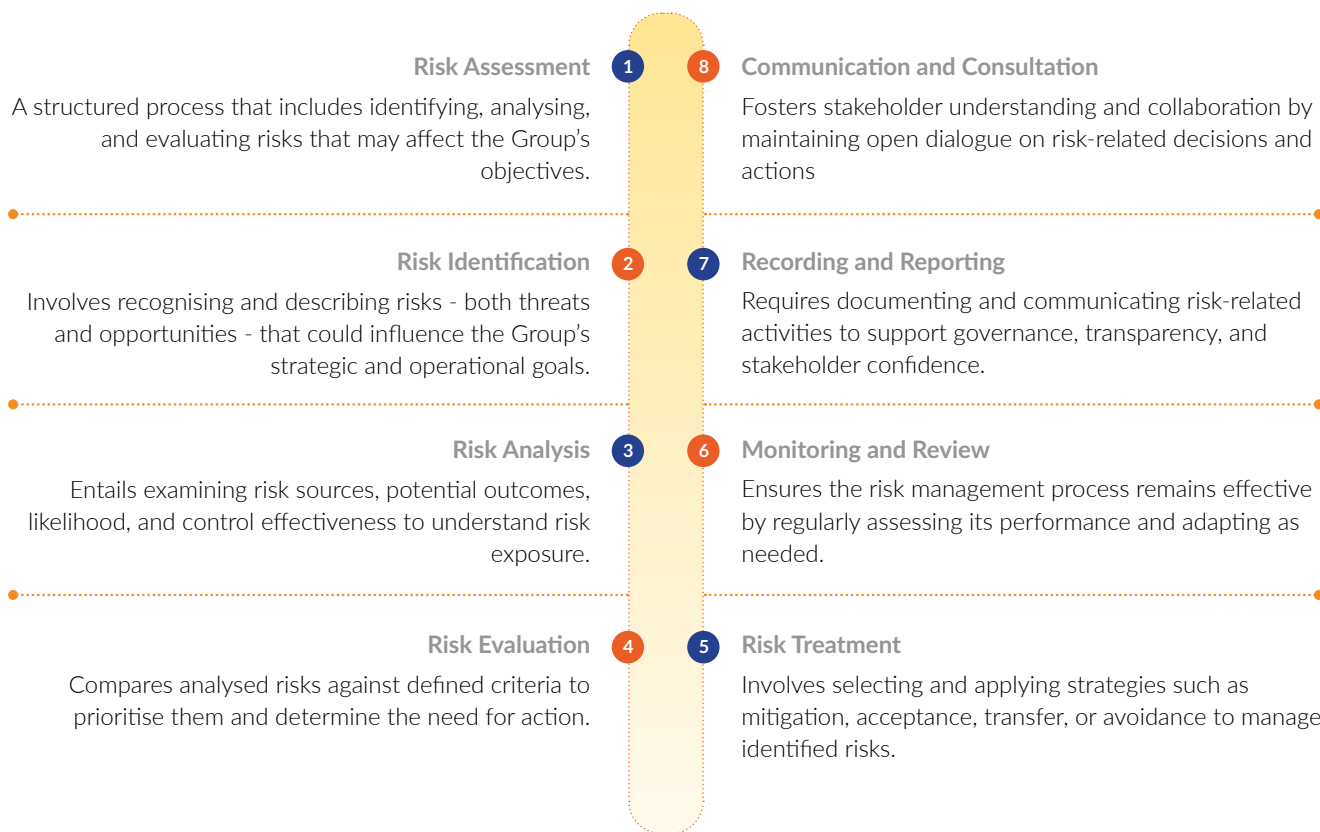 1
Risk Assessment
A structured process that includes identifying, analysing,
and evaluating risks that may affect the Group’s
objectives.
2
Risk Identification
Involves recognising and describing risks - both threats
and opportunities - that could influence the Group’s
strategic and operational goals.
3
Risk Analysis
Entails examining risk sources, potential outcomes,
likelihood, and control effectiveness to understand risk
exposure.
4
Risk Evaluation
Compares analysed risks against defined criteria to
prioritise them and determine the need for action.
5
Risk Treatment
Involves selecting and applying strategies such as
mitigation, acceptance, transfer, or avoidance to manage
identified risks.
6
Monitoring and Review
Ensures the risk management process remains effective
by regularly assessing its performance and adapting as
needed.
7
Recording and Reporting
Requires documenting and communicating risk-related
activities to support governance, transparency, and
stakeholder confidence.
8
Communication and Consultation
Fosters stakeholder understanding and collaboration by
maintaining open dialogue on risk-related decisions and
actions